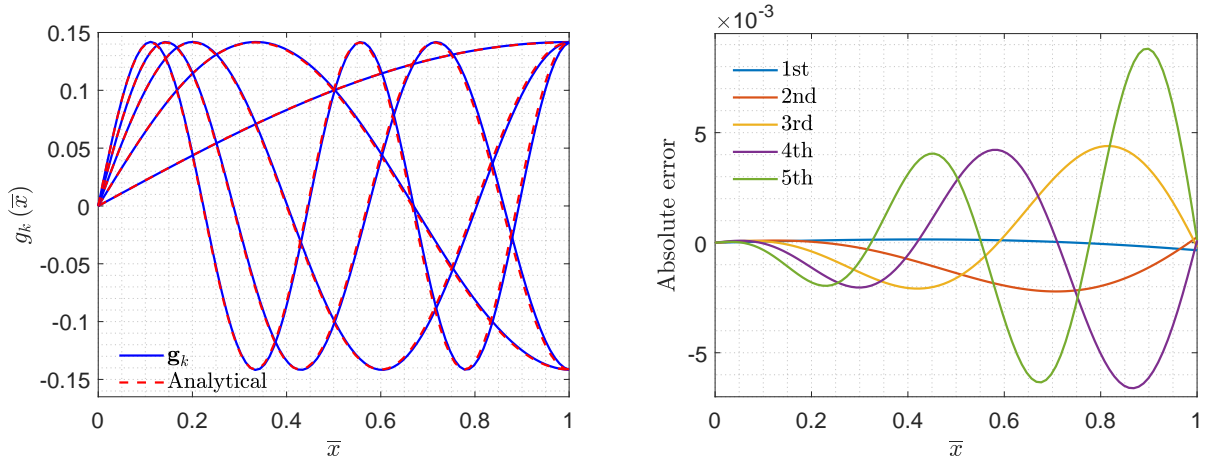 0.15
0.1
0.05
0
-0.05
-0.1
-0.15
g_k (x̅)
g_k
Analytical
0 0.2 0.4 0.6 0.8 1
x̅
×10⁻³
5
0
-5
Absolute error
1st
2nd
3rd
4th
5th
0 0.2 0.4 0.6 0.8 1
x̅